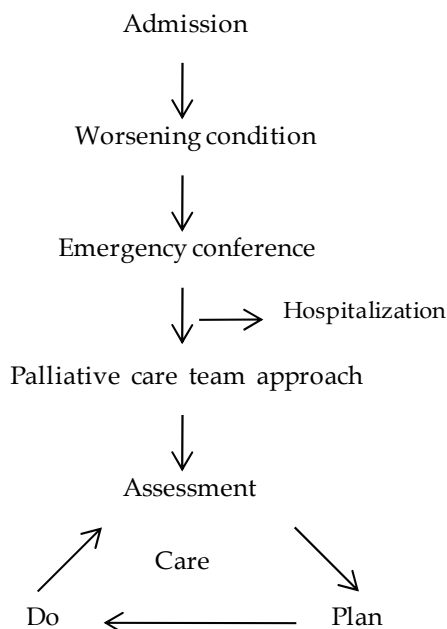 Admission
Worsening condition
Emergency conference
Hospitalization
Palliative care team approach
Assessment
Care
Do
Plan